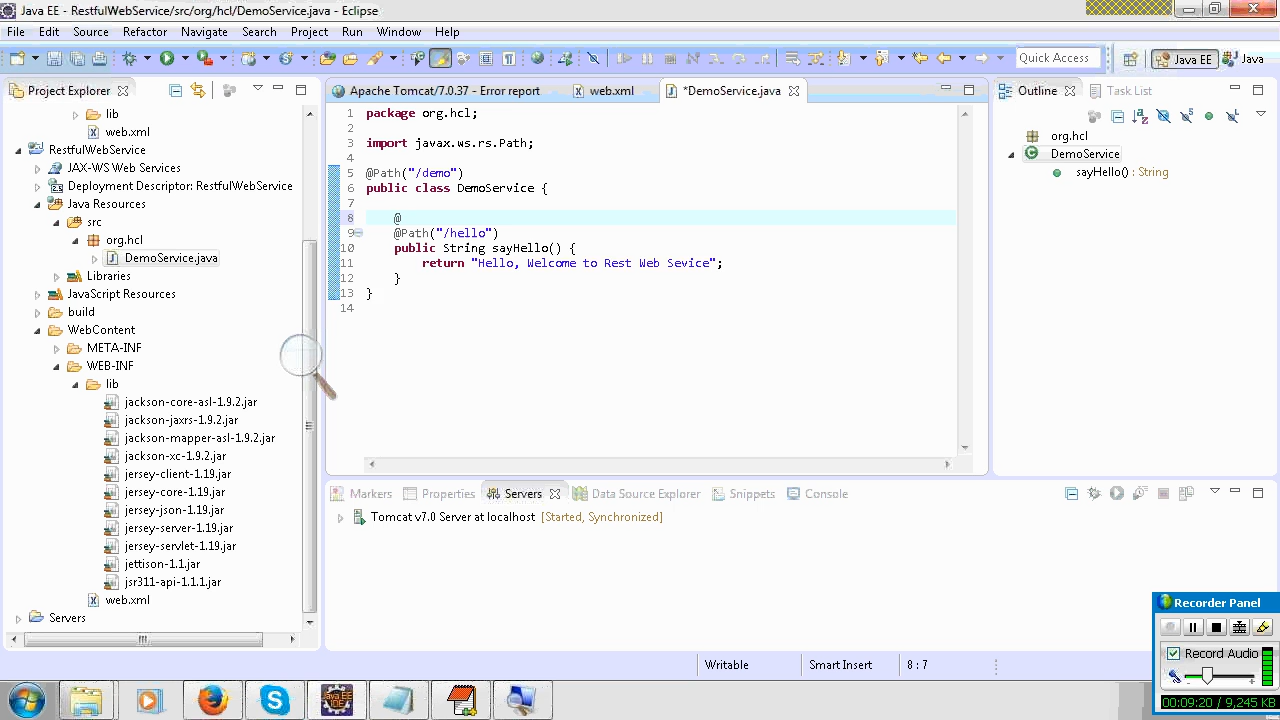 Java EE - RestfulWebService/src/org/hcl/DemoService.java - Eclipse
File Edit Source Refactor Navigate Search Project Run Window Help
Quick Access
Java EE
Java
Project Explorer
lib
web.xml
RestfulWebService
JAX-WS Web Services
Deployment Descriptor: RestfulWebService
Java Resources
src
org.hcl
DemoService.java
Libraries
JavaScript Resources
build
WebContent
META-INF
WEB-INF
lib
jackson-core-asl-1.9.2.jar
jackson-jaxrs-1.9.2.jar
jackson-mapper-asl-1.9.2.jar
jackson-xc-1.9.2.jar
jersey-client-1.19.jar
jersey-core-1.19.jar
jersey-json-1.19.jar
jersey-server-1.19.jar
jersey-servlet-1.19.jar
jettison-1.1.jar
jsr311-api-1.1.1.jar
web.xml
Servers
Apache Tomcat/7.0.37 - Error report
web.xml
*DemoService.java
1 package org.hcl;
2
3 import javax.ws.rs.Path;
4
5 @Path("/demo")
6 public class DemoService {
7
8 @
9 @Path("/hello")
10 public String sayHello() {
11 return "Hello, Welcome to Rest Web Sevice";
12 }
13 }
14
Outline
Task List
org.hcl
DemoService
sayHello() : String
Markers Properties Servers Data Source Explorer Snippets Console
Tomcat v7.0 Server at localhost [Started, Synchronized]
Writable
Smart Insert
8 : 7
Recorder Panel
Record Audio
00:09:20 / 9,245 KB
Java EE
IDE